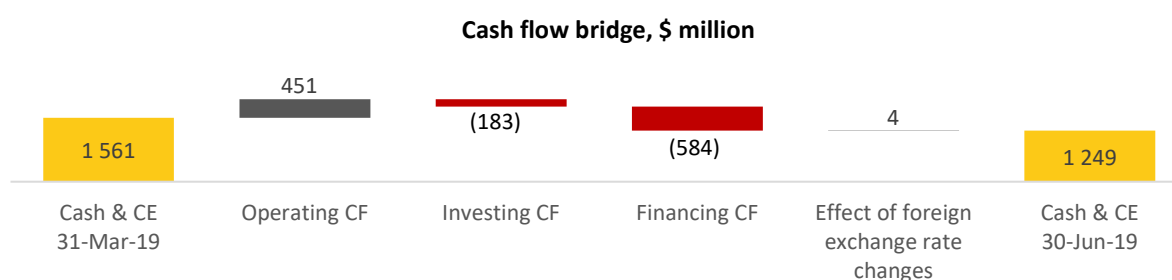 Cash flow bridge, $ million
451
(183)
(584)
4
1 561
1 249
Cash & CE
31-Mar-19
Operating CF
Investing CF
Financing CF
Effect of foreign
exchange rate
changes
Cash & CE
30-Jun-19